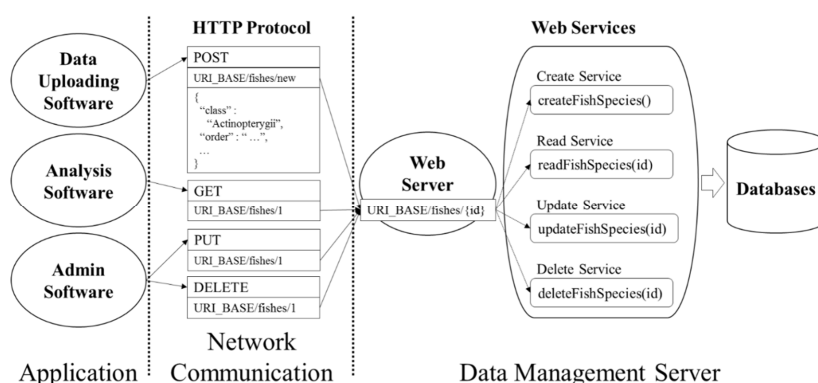 HTTP Protocol
Web Services
Data
Uploading
Software
POST
URI_BASE/fishes/new
{
“class” :
“Actinopterygii”,
“order” : “ …”,
…
}
Create Service
createFishSpecies()
Analysis
Software
GET
URI_BASE/fishes/1
Web
Server
URI_BASE/fishes/{id}
Read Service
readFishSpecies(id)
Databases
Admin
Software
PUT
URI_BASE/fishes/1
DELETE
URI_BASE/fishes/1
Update Service
updateFishSpecies(id)
Delete Service
deleteFishSpecies(id)
Application
Network
Communication
Data Management Server